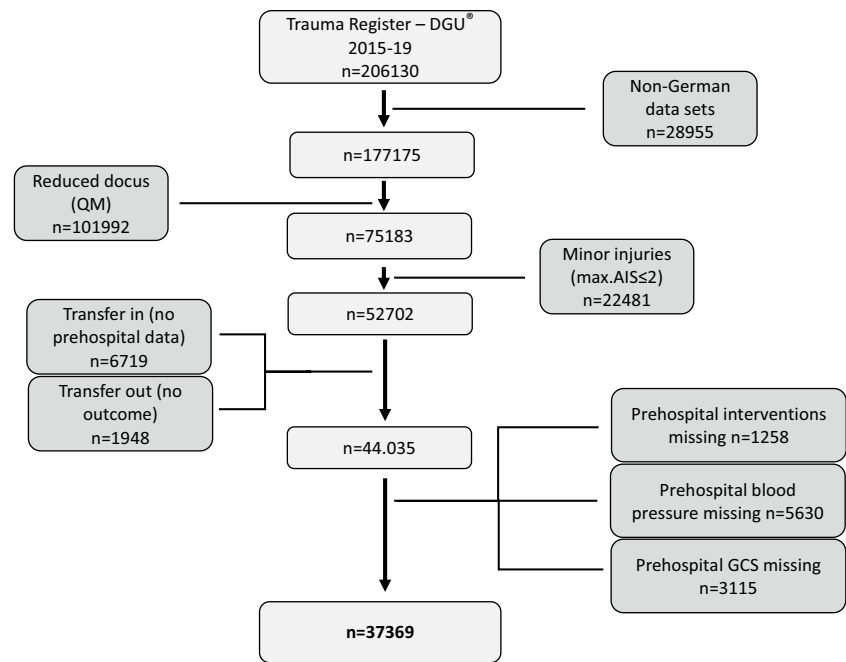 Trauma Register – DGU®
2015-19
n=206130
Non-German
data sets
n=28955
n=177175
Reduced docus
(QM)
n=101992
n=75183
Minor injuries
(max.AIS≤2)
n=22481
n=52702
Transfer in (no
prehospital data)
n=6719
Transfer out (no
outcome)
n=1948
n=44.035
Prehospital interventions
missing n=1258
Prehospital blood
pressure missing n=5630
Prehospital GCS missing
n=3115
n=37369